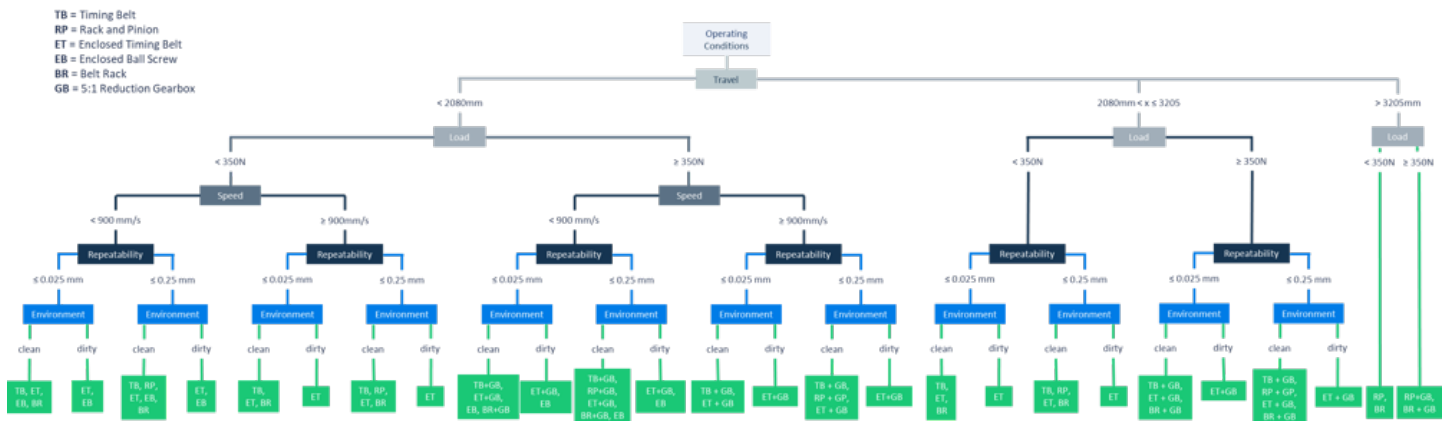 TB = Timing Belt
RP = Rack and Pinion
ET = Enclosed Timing Belt
EB = Enclosed Ball Screw
BR = Belt Rack
GB = 5:1 Reduction Gearbox
Operating
Conditions
Travel
< 2080mm
2080mm < x ≤ 3205
> 3205mm
Load
Load
Load
< 350N
≥ 350N
< 350N
≥ 350N
< 350N
≥ 350N
Speed
Speed
< 900 mm/s
≥ 900mm/s
< 900 mm/s
≥ 900mm/s
Repeatability
Repeatability
Repeatability
Repeatability
Repeatability
Repeatability
≤ 0.025 mm
≤ 0.25 mm
≤ 0.025 mm
≤ 0.25 mm
≤ 0.025 mm
≤ 0.25 mm
≤ 0.025 mm
≤ 0.25 mm
≤ 0.025 mm
≤ 0.25 mm
≤ 0.025 mm
≤ 0.25 mm
Environment
Environment
Environment
Environment
Environment
Environment
Environment
Environment
Environment
Environment
Environment
Environment
clean
dirty
clean
dirty
clean
dirty
clean
dirty
clean
dirty
clean
dirty
clean
dirty
clean
dirty
clean
dirty
clean
dirty
clean
dirty
clean
dirty
TB, ET,
EB, BR
ET,
EB
TB, RP,
ET, EB,
BR
ET,
EB
TB,
ET, BR
ET
TB, RP,
ET, BR
ET
TB+GB,
ET+GB,
EB, BR+GB
ET+GB,
EB
TB+GB,
RP+GB,
ET+GB,
BR+GB, EB
ET+GB,
EB
TB + GB,
ET + GB
ET+GB
TB + GB,
RP + GP,
ET + GB
ET+GB
TB,
ET,
BR
ET
TB, RP,
ET, BR
ET
TB + GB,
ET + GB,
BR + GB
ET+GB
TB + GB,
RP + GP,
ET + GB,
BR + GB
ET + GB
RP,
BR
RP+GB,
BR + GB